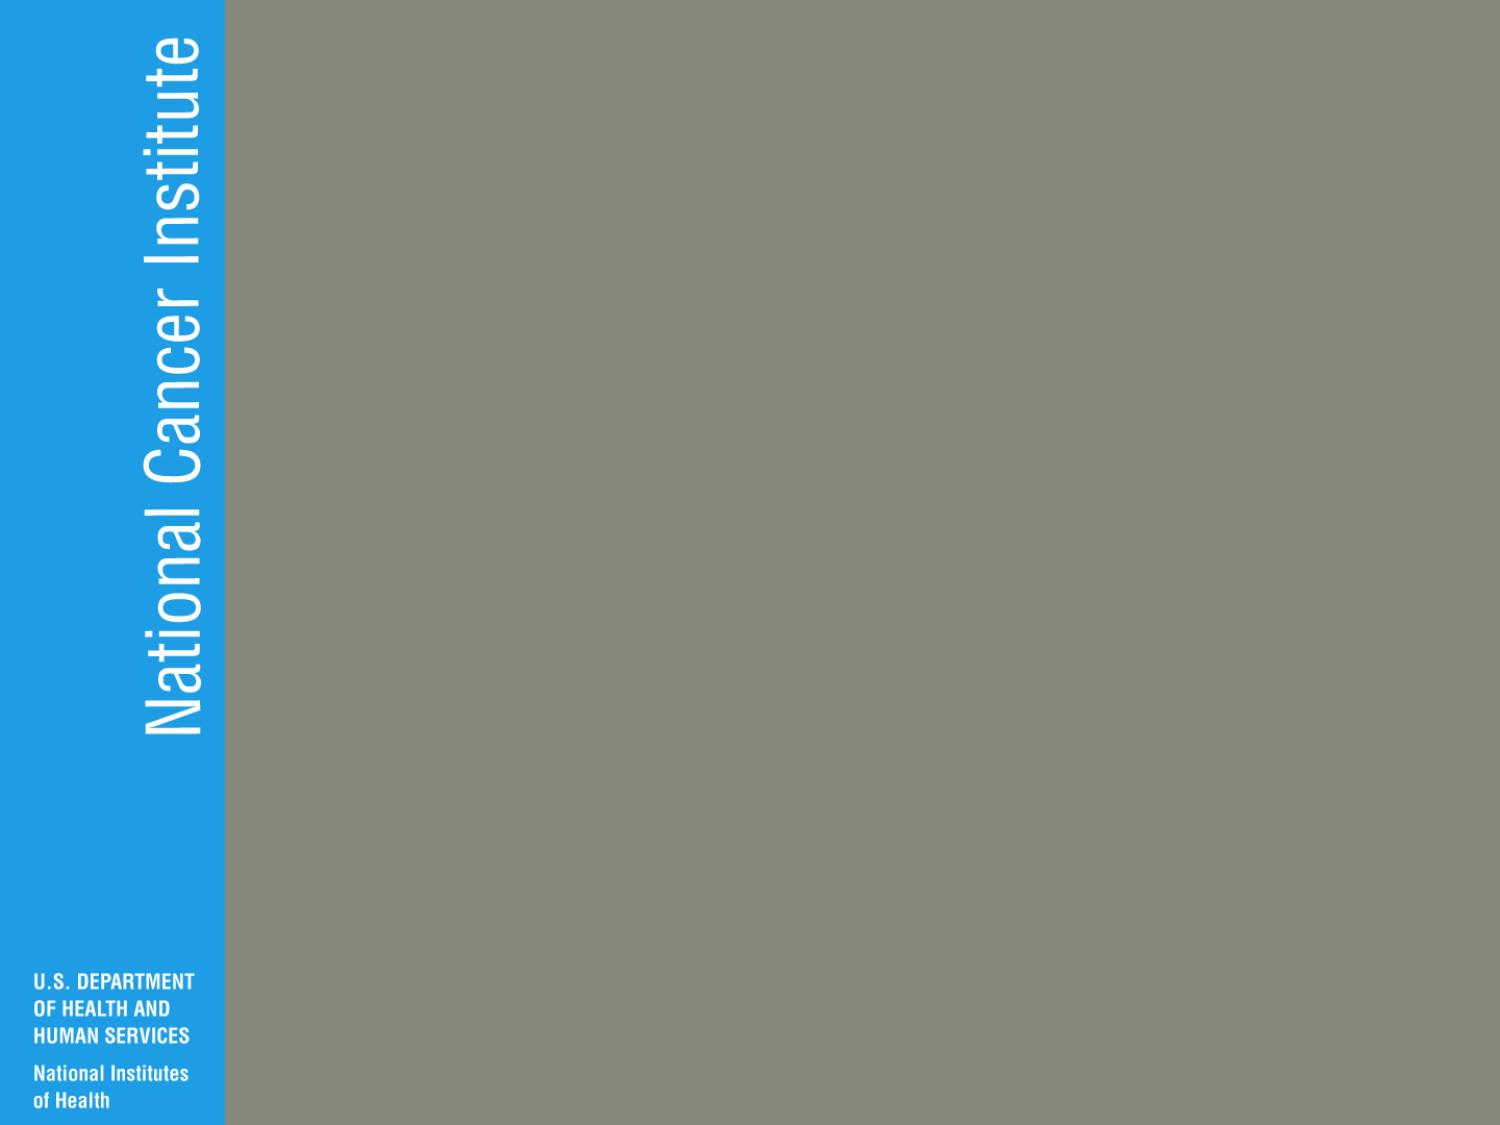 National Cancer Institute
U.S. DEPARTMENT
OF HEALTH AND
HUMAN SERVICES
National Institutes
of Health